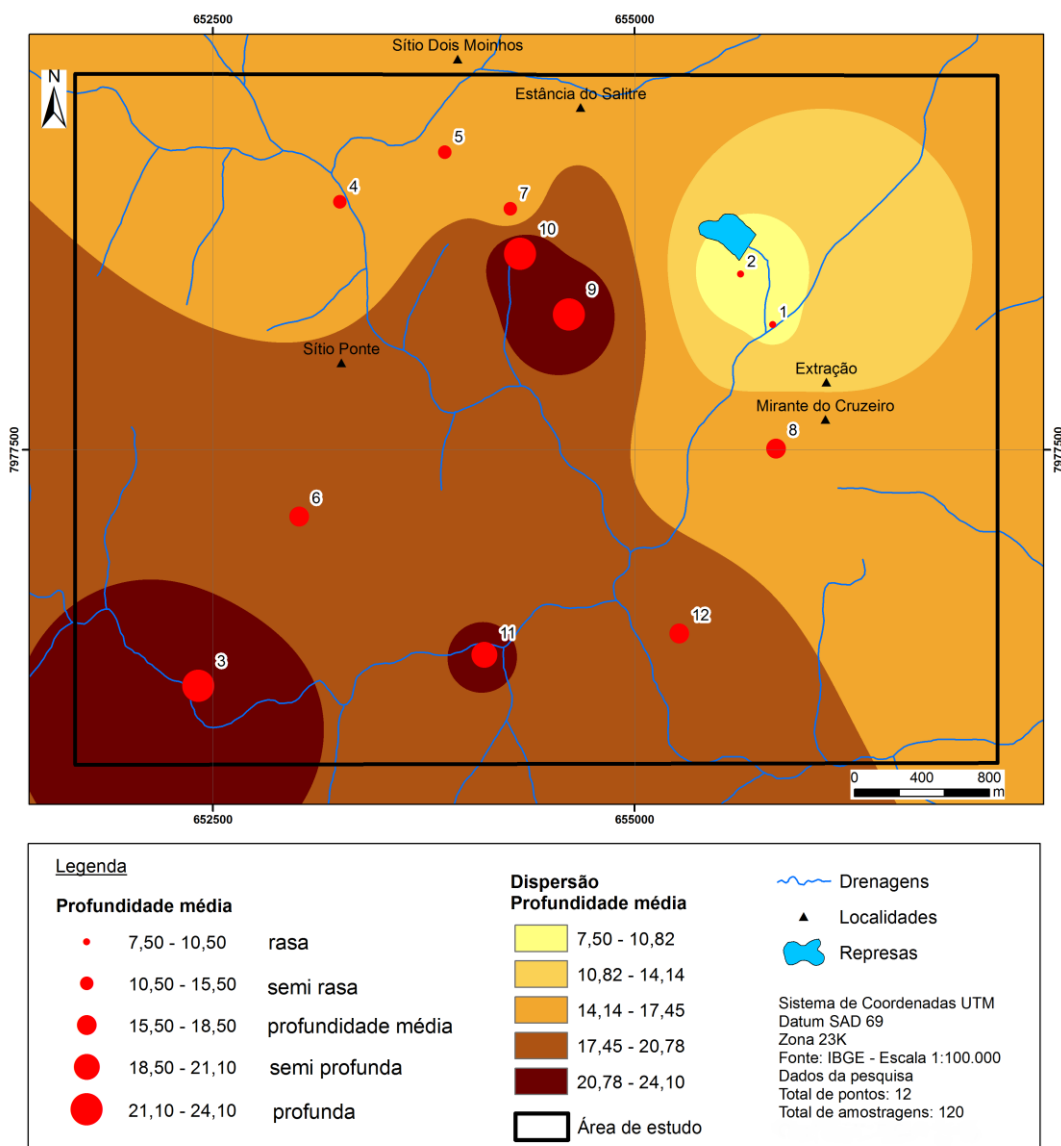 652500
655000
Sítio Dois Moinhos
N
Estância do Salitre
5
4
7
10
2
9
1
Sítio Ponte
Extração
Mirante do Cruzeiro
8
7977500
7977500
6
12
11
3
0 400 800
m
652500
655000
Legenda
Profundidade média
7,50 - 10,50 rasa
10,50 - 15,50 semi rasa
15,50 - 18,50 profundidade média
18,50 - 21,10 semi profunda
21,10 - 24,10 profunda
Dispersão
Profundidade média
7,50 - 10,82
10,82 - 14,14
14,14 - 17,45
17,45 - 20,78
20,78 - 24,10
Área de estudo
Drenagens
Localidades
Represas
Sistema de Coordenadas UTM
Datum SAD 69
Zona 23K
Fonte: IBGE - Escala 1:100.000
Dados da pesquisa
Total de pontos: 12
Total de amostragens: 120